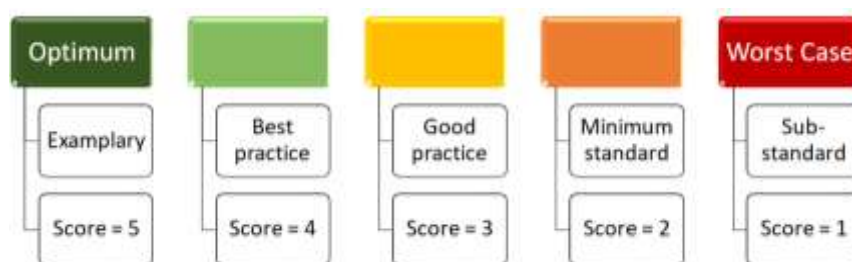 Optimum
Worst Case
Examplary
Best
practice
Good
practice
Minimum
standard
Sub-
standard
Score = 5
Score = 4
Score = 3
Score = 2
Score = 1